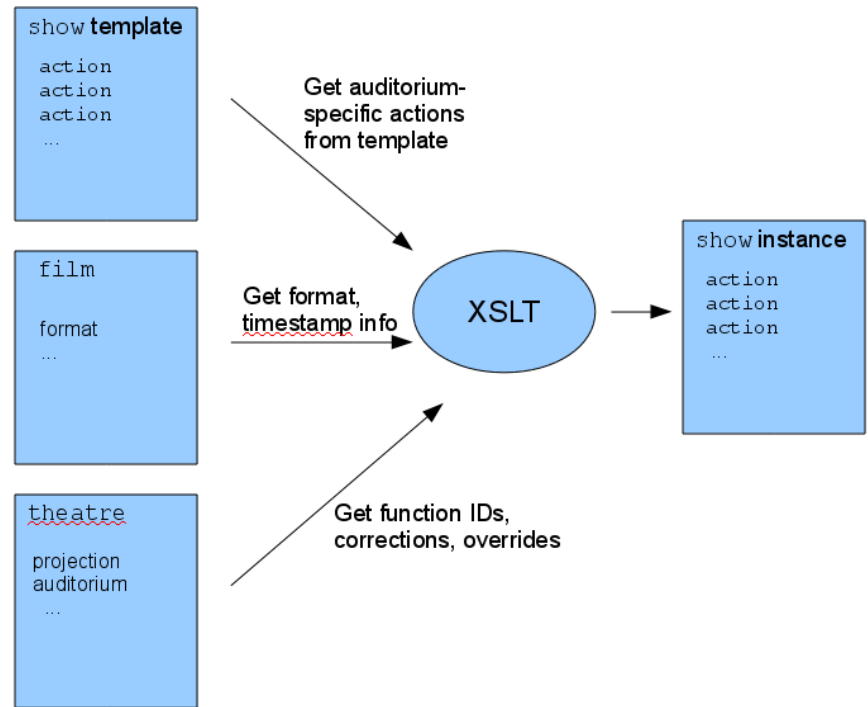 show template
action
action
action
...
Get auditorium-
specific actions
from template
film
format
...
Get format,
timestamp info
XSLT
show instance
action
action
action
...
theatre
projection
auditorium
...
Get function IDs,
corrections, overrides